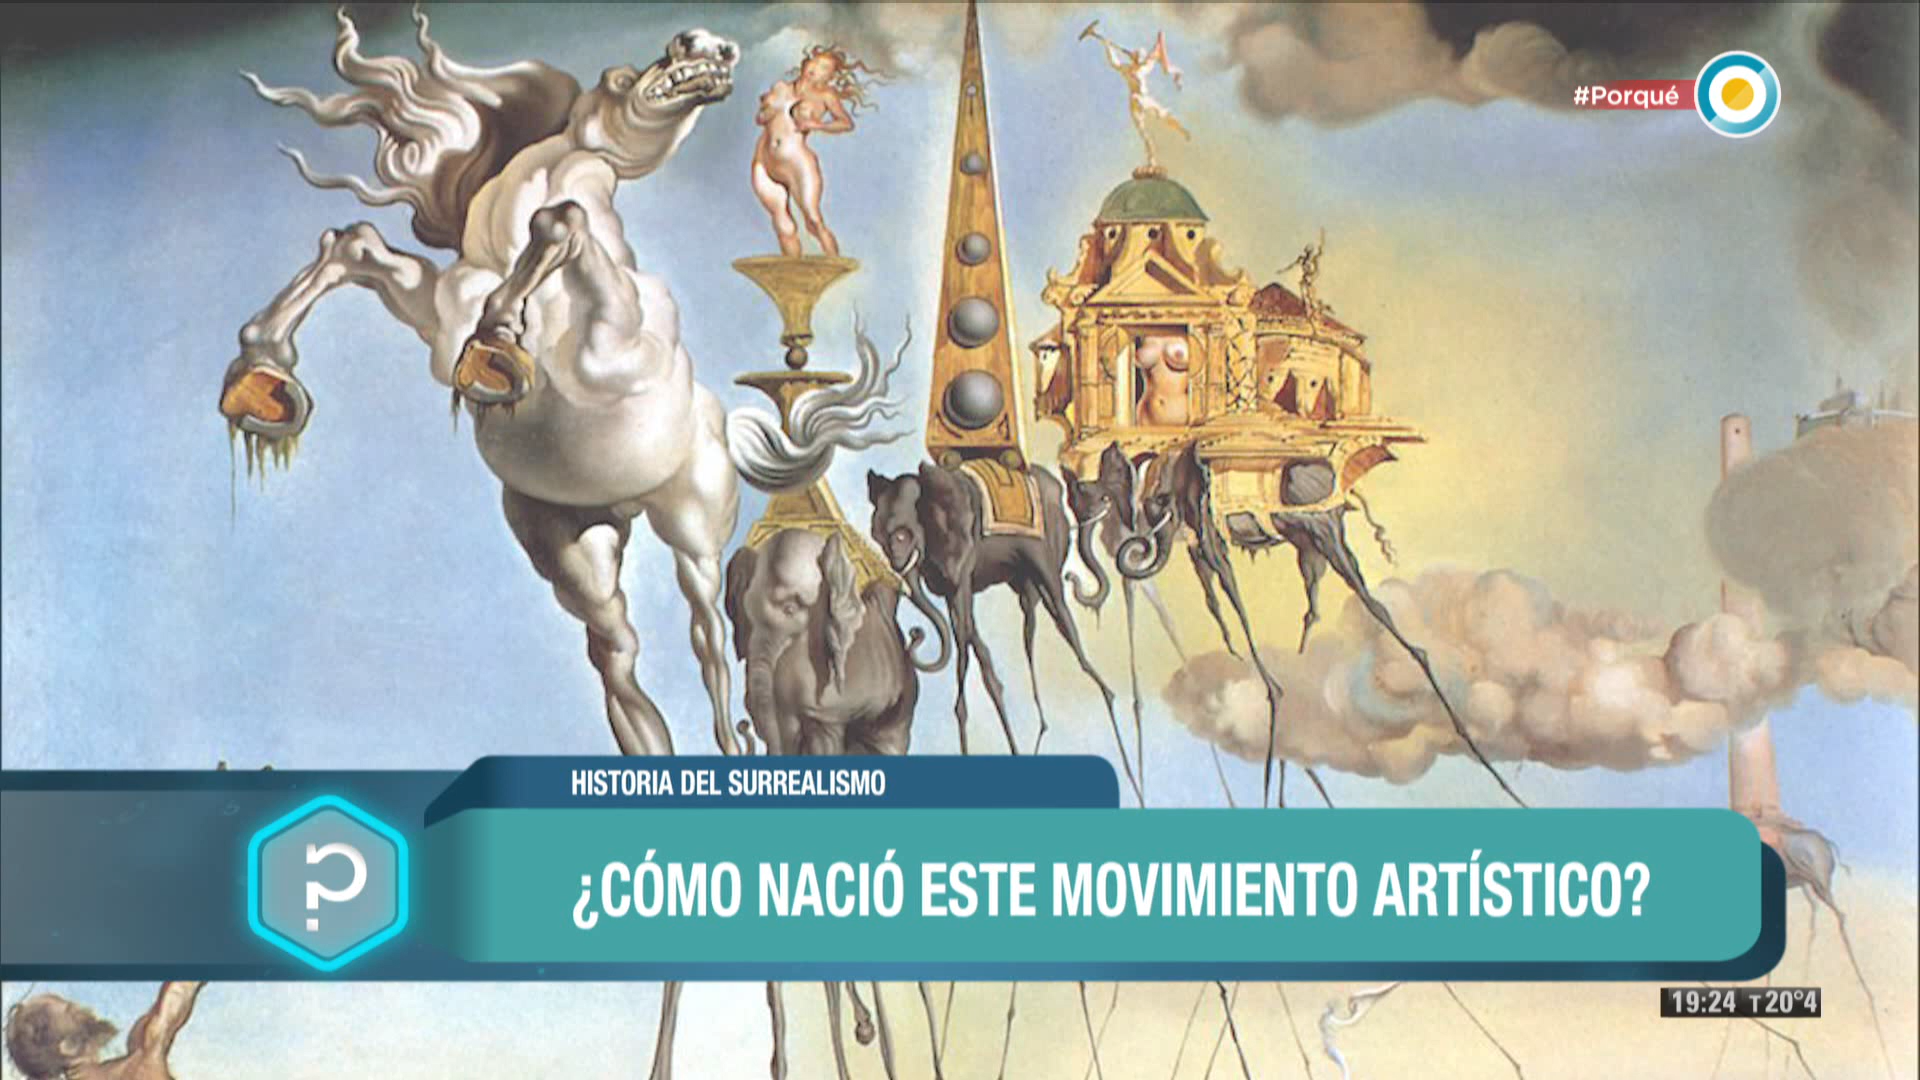 #Porqué
HISTORIA DEL SURREALISMO
¿CÓMO NACIÓ ESTE MOVIMIENTO ARTÍSTICO?
19:24 T20°4